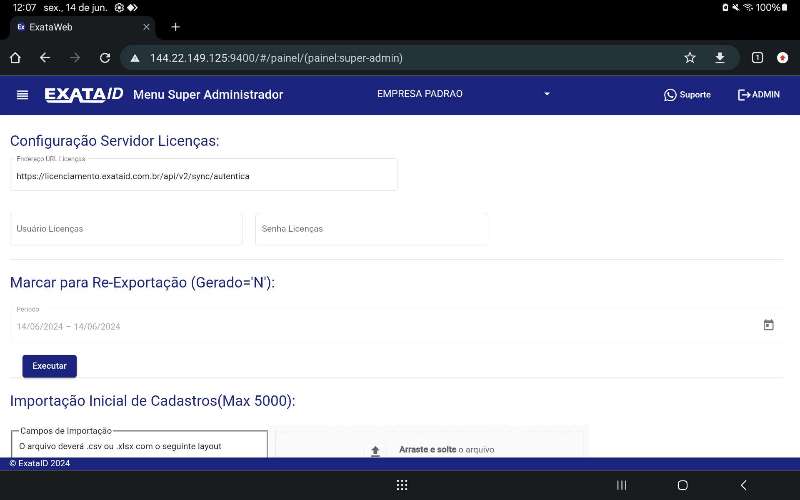 12:07 sex., 14 de jun.
100%
Ex ExataWeb
144.22.149.125:9400/#/painel/(painel:super-admin)
1
EXATAID Menu Super Administrador EMPRESA PADRAO Suporte ADMIN
Configuração Servidor Licenças:
Endereço URL Licenças
https://licenciamento.exataid.com.br/api/v2/sync/autentica
Usuário Licenças Senha Licenças
Marcar para Re-Exportação (Gerado='N'):
Período
14/06/2024 – 14/06/2024
Executar
Importação Inicial de Cadastros(Max 5000):
Campos de Importação
O arquivo deverá .csv ou .xlsx com o seguinte layout
Arraste e solte o arquivo
© ExataID 2024